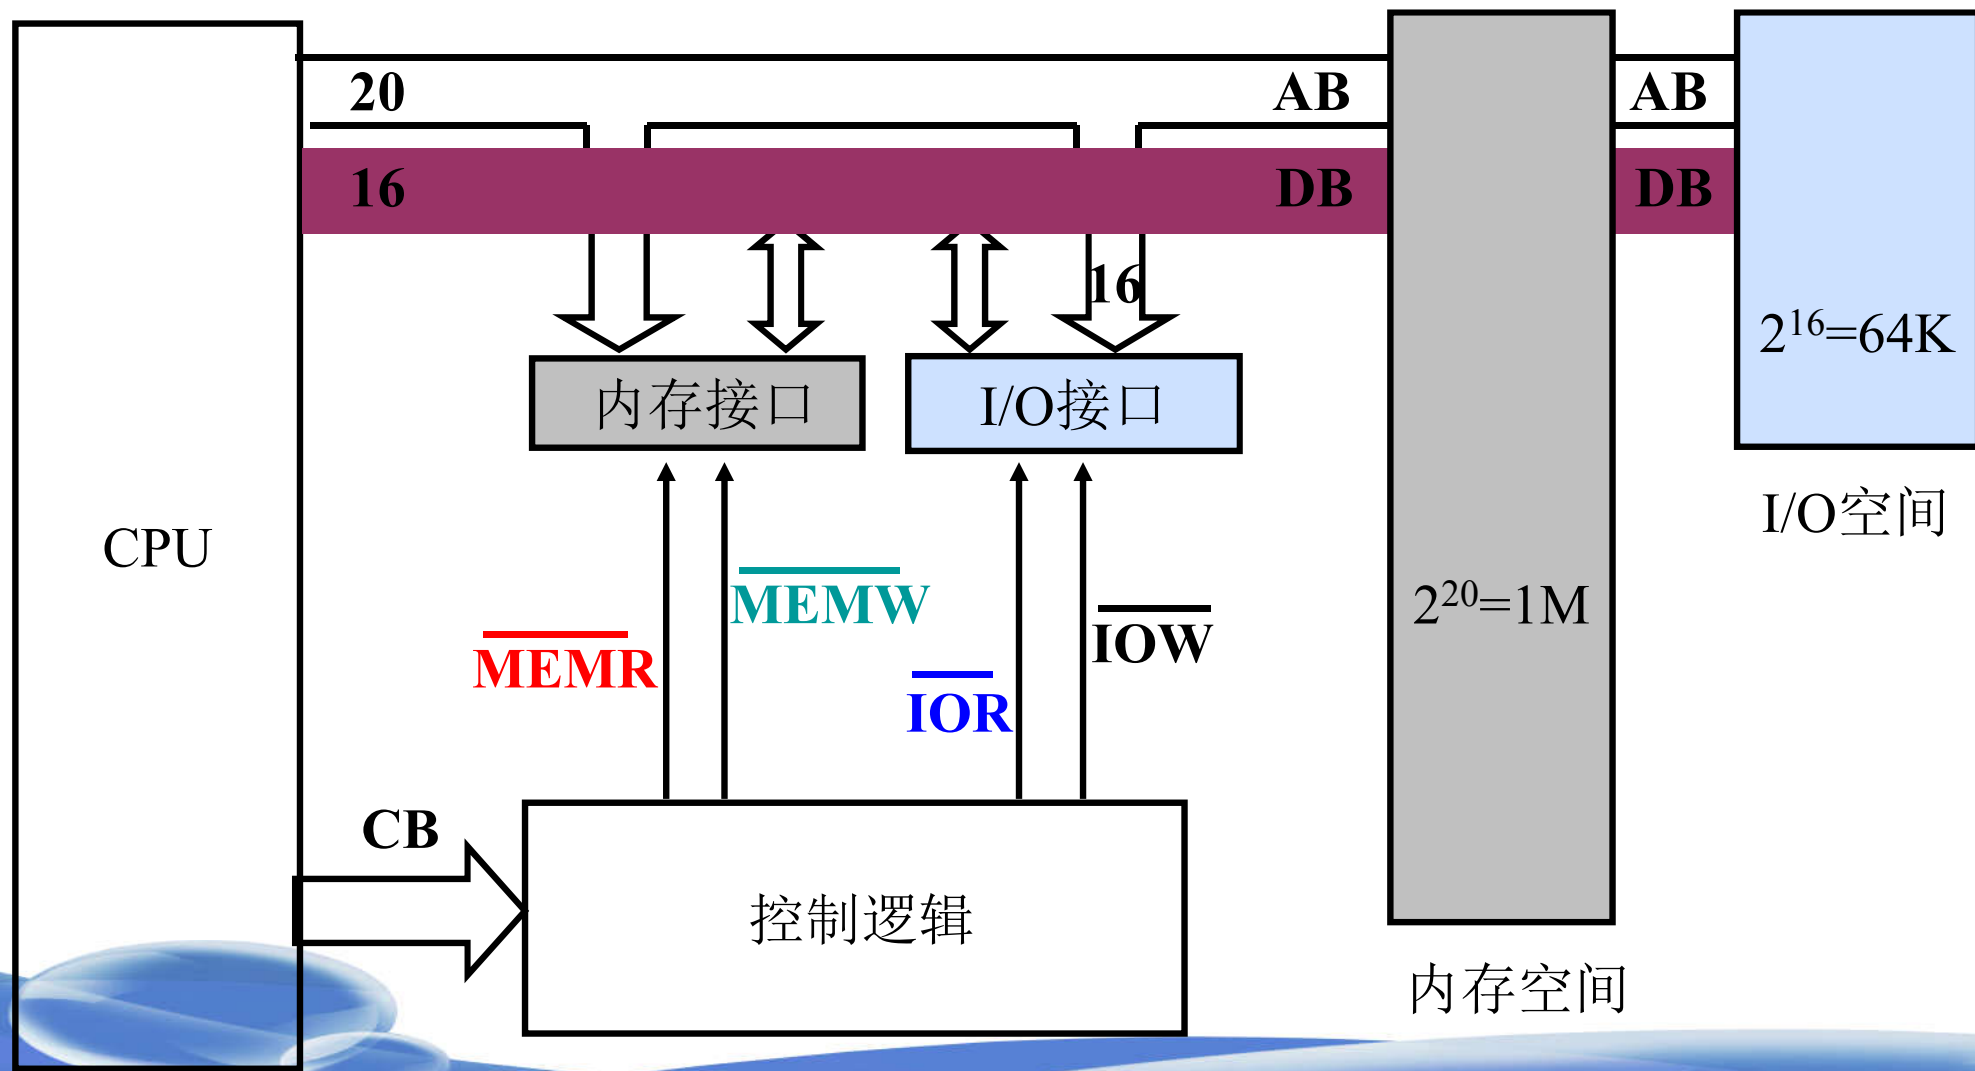 20
AB
AB
16
DB
DB
16
2¹⁶=64K
内存接口
I/O接口
I/O空间
CPU
MEMW
2²⁰=1M
IOW
MEMR
IOR
CB
控制逻辑
内存空间